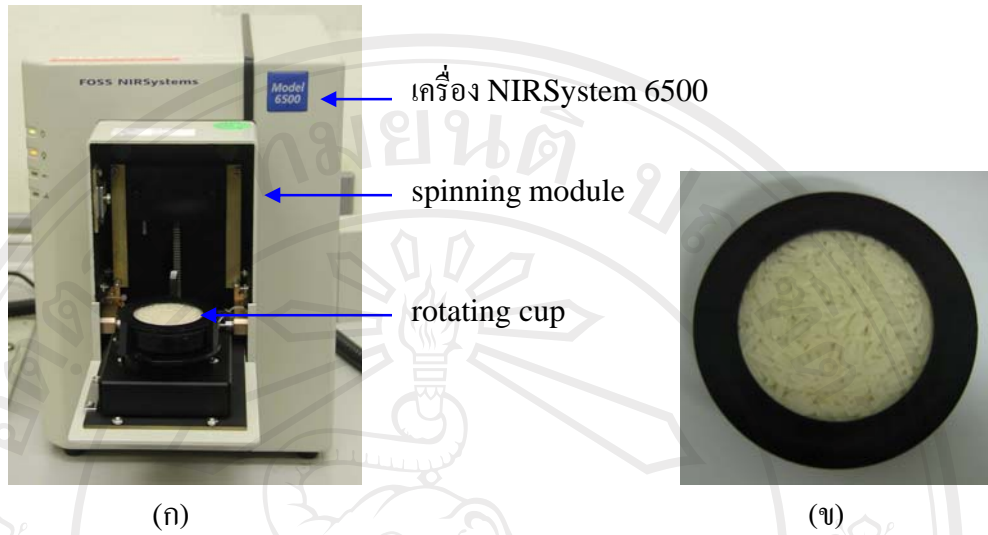 FOSS NIRSystems
Model
6500
เครื่อง NIRSystem 6500
spinning module
rotating cup
(ก)
(ข)